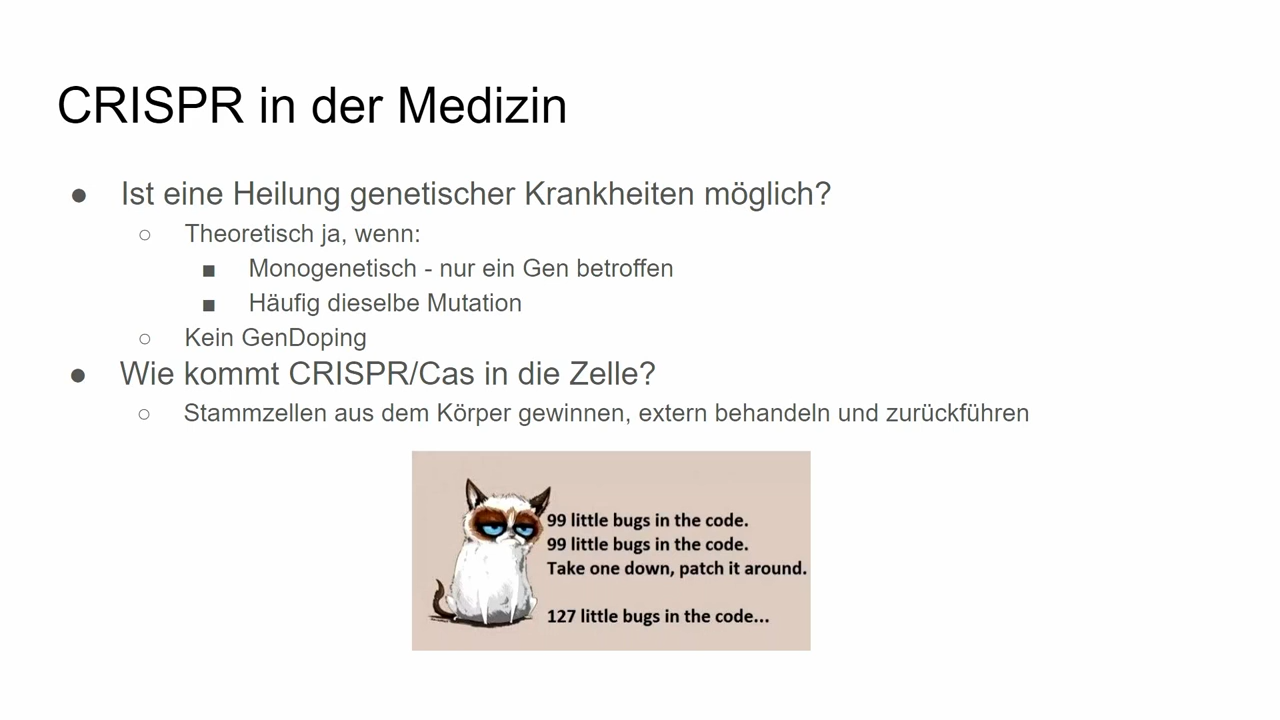 CRISPR in der Medizin
● Ist eine Heilung genetischer Krankheiten möglich?
○ Theoretisch ja, wenn:
■ Monogenetisch - nur ein Gen betroffen
■ Häufig dieselbe Mutation
○ Kein GenDoping
● Wie kommt CRISPR/Cas in die Zelle?
○ Stammzellen aus dem Körper gewinnen, extern behandeln und zurückführen
99 little bugs in the code.
99 little bugs in the code.
Take one down, patch it around.
127 little bugs in the code...